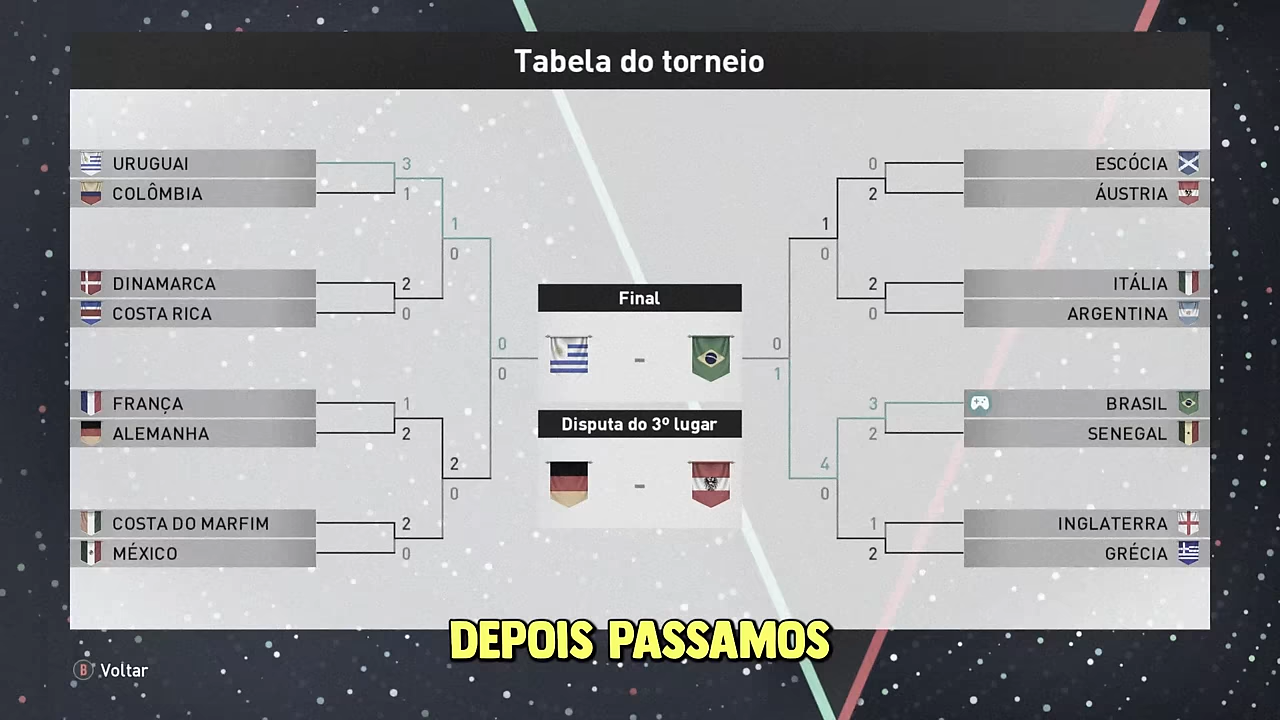 Tabela do torneio
URUGUAI 3
COLÔMBIA 1
1
0
DINAMARCA 2
COSTA RICA 0
0
0
FRANÇA 1
ALEMANHA 2
2
0
COSTA DO MARFIM 2
MÉXICO 0
Final
-
Disputa do 3º lugar
-
0 ESCÓCIA
2 ÁUSTRIA
1
0
2 ITÁLIA
0 ARGENTINA
0
1
3 BRASIL
2 SENEGAL
4
0
1 INGLATERRA
2 GRÉCIA
DEPOIS PASSAMOS
B Voltar